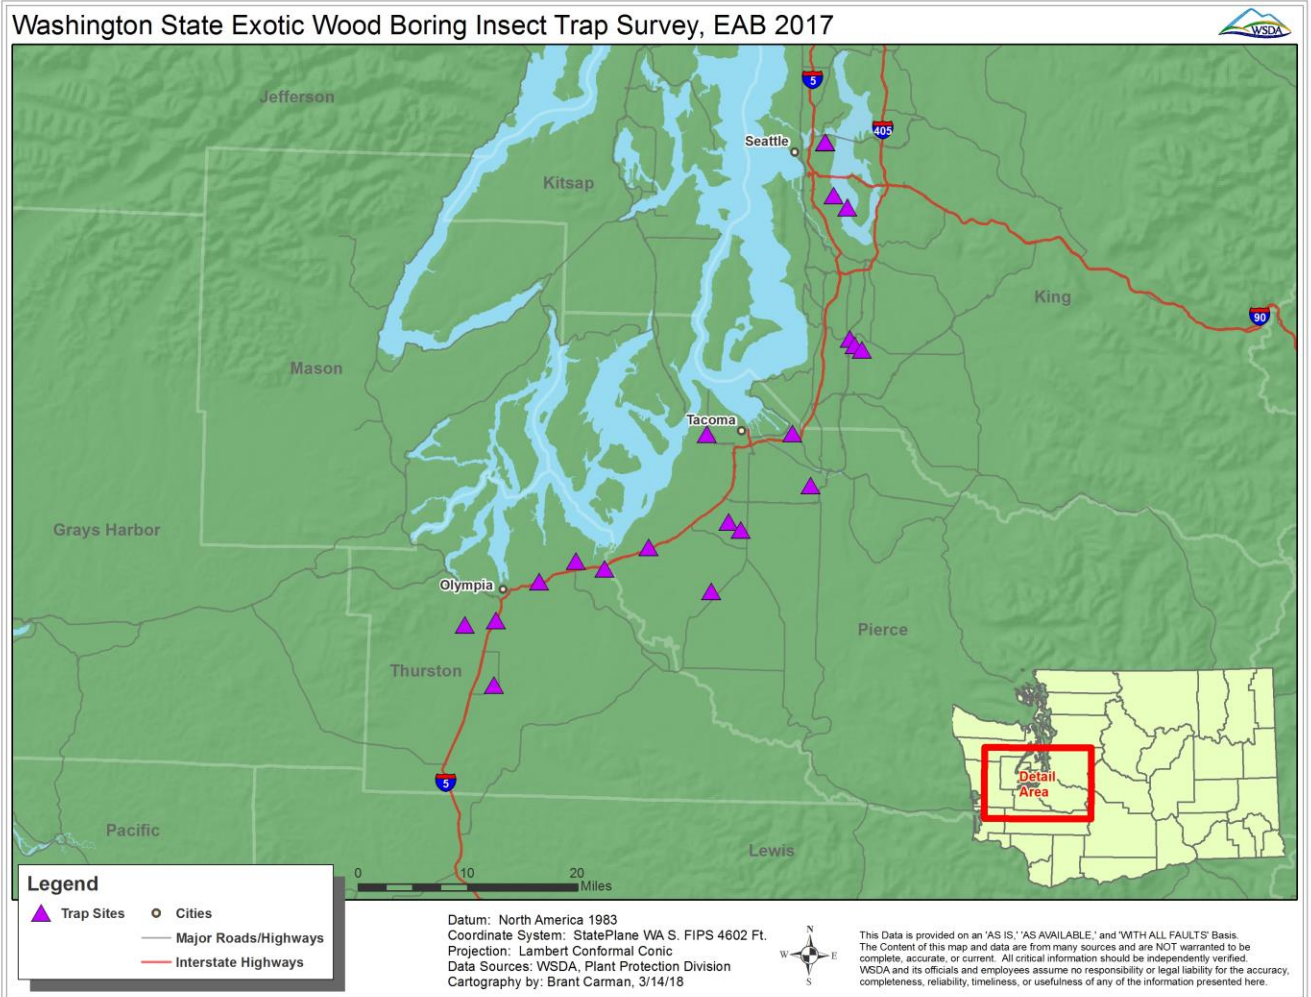 Washington State Exotic Wood Boring Insect Trap Survey, EAB 2017
WSDA
5
Jefferson
405
Seattle
Kitsap
King
90
Mason
Tacoma
Grays Harbor
Olympia
Pierce
Thurston
Detail
Area
5
Pacific
Lewis
0 10 20
Miles
Legend
Trap Sites
Cities
Major Roads/Highways
Interstate Highways
Datum: North America 1983
Coordinate System: StatePlane WA S. FIPS 4602 Ft.
Projection: Lambert Conformal Conic
Data Sources: WSDA, Plant Protection Division
Cartography by: Brant Carman, 3/14/18
N
W E
S
This Data is provided on an 'AS IS,' 'AS AVAILABLE,' and 'WITH ALL FAULTS' Basis.
The Content of this map and data are from many sources and are NOT warranted to be
complete, accurate, or current. All critical information should be independently verified.
WSDA and its officials and employees assume no responsibility or legal liability for the accuracy,
completeness, reliability, timeliness, or usefulness of any of the information presented here.